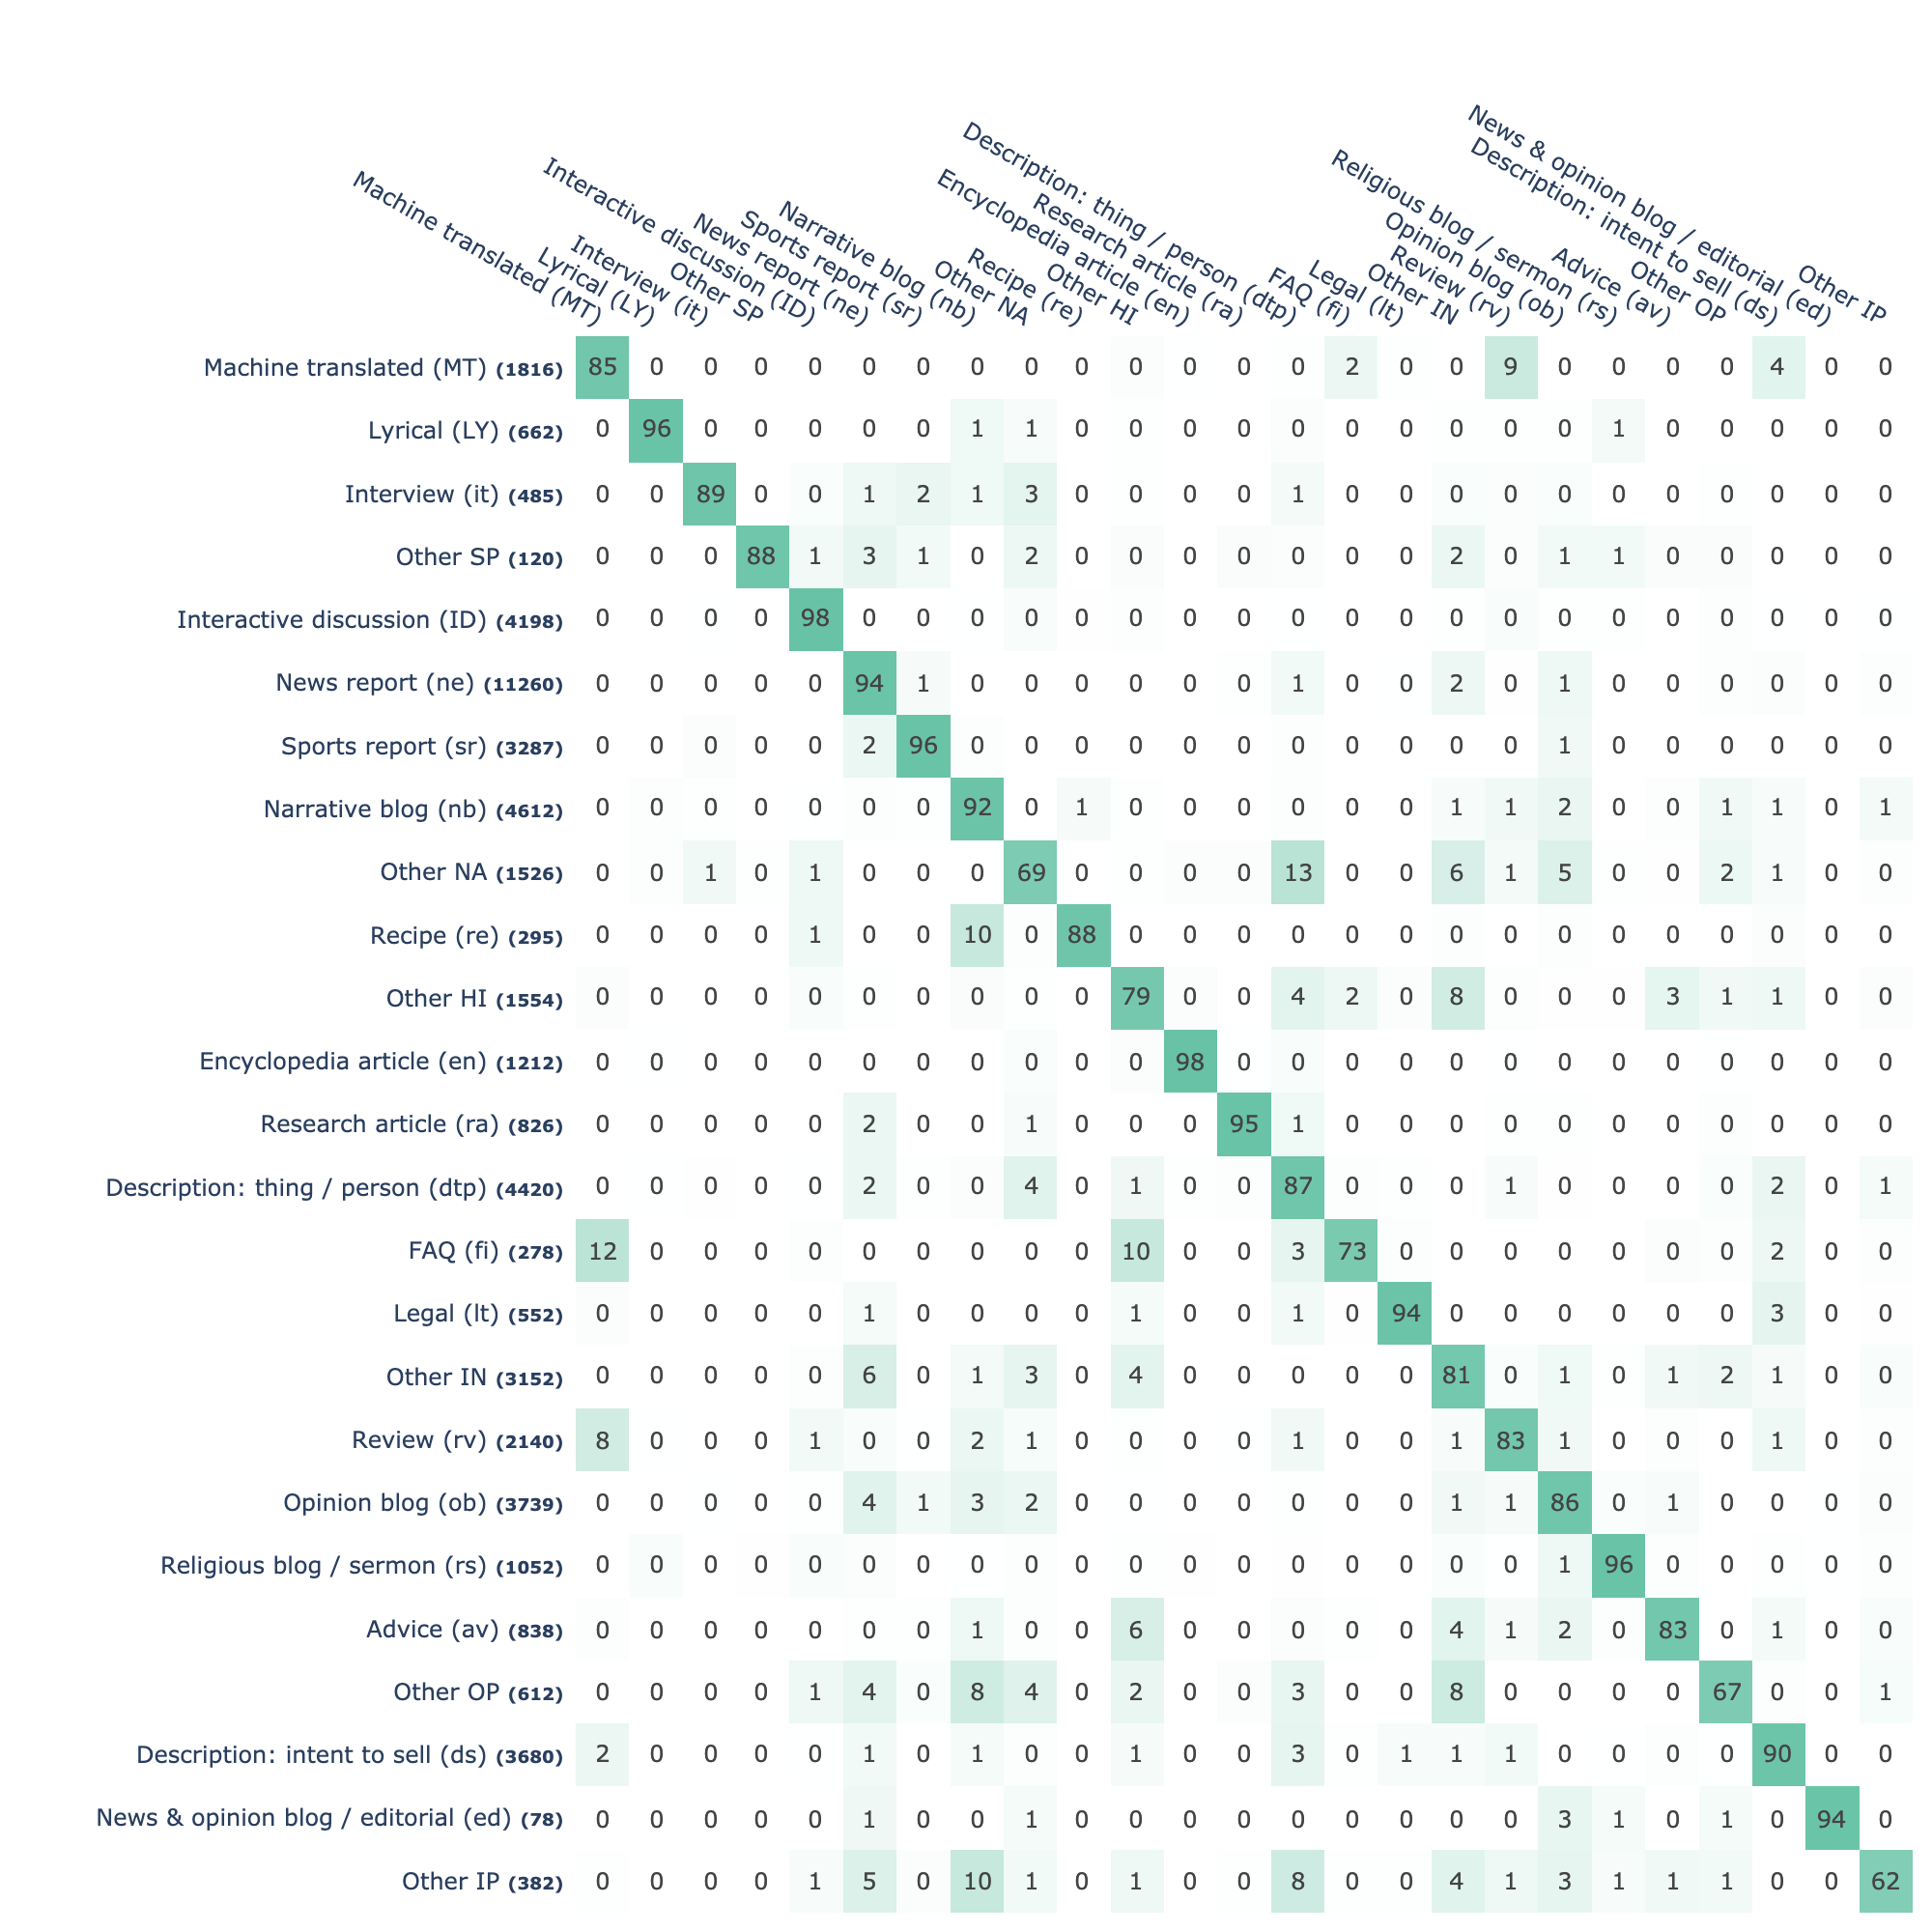 Machine translated (MT)
Lyrical (LY)
Interview (it)
Other SP
Interactive discussion (ID)
News report (ne)
Sports report (sr)
Narrative blog (nb)
Other NA
Recipe (re)
Other HI
Encyclopedia article (en)
Research article (ra)
Description: thing / person (dtp)
FAQ (fi)
Legal (lt)
Other IN
Review (rv)
Opinion blog (ob)
Religious blog / sermon (rs)
Advice (av)
Other OP
Description: intent to sell (ds)
News & opinion blog / editorial (ed)
Other IP
Machine translated (MT) (1816) 85 0 0 0 0 0 0 0 0 0 0 0 0 0 2 0 0 9 0 0 0 0 4 0 0
Lyrical (LY) (662) 0 96 0 0 0 0 0 1 1 0 0 0 0 0 0 0 0 0 0 1 0 0 0 0 0
Interview (it) (485) 0 0 89 0 0 1 2 1 3 0 0 0 0 1 0 0 0 0 0 0 0 0 0 0 0
Other SP (120) 0 0 0 88 1 3 1 0 2 0 0 0 0 0 0 0 2 0 1 1 0 0 0 0 0
Interactive discussion (ID) (4198) 0 0 0 0 98 0 0 0 0 0 0 0 0 0 0 0 0 0 0 0 0 0 0 0 0
News report (ne) (11260) 0 0 0 0 0 94 1 0 0 0 0 0 0 1 0 0 2 0 1 0 0 0 0 0 0
Sports report (sr) (3287) 0 0 0 0 0 2 96 0 0 0 0 0 0 0 0 0 0 0 1 0 0 0 0 0 0
Narrative blog (nb) (4612) 0 0 0 0 0 0 0 92 0 1 0 0 0 0 0 0 1 1 2 0 0 1 1 0 1
Other NA (1526) 0 0 1 0 1 0 0 0 69 0 0 0 0 13 0 0 6 1 5 0 0 2 1 0 0
Recipe (re) (295) 0 0 0 0 1 0 0 10 0 88 0 0 0 0 0 0 0 0 0 0 0 0 0 0 0
Other HI (1554) 0 0 0 0 0 0 0 0 0 0 79 0 0 4 2 0 8 0 0 0 3 1 1 0 0
Encyclopedia article (en) (1212) 0 0 0 0 0 0 0 0 0 0 0 98 0 0 0 0 0 0 0 0 0 0 0 0 0
Research article (ra) (826) 0 0 0 0 0 2 0 0 1 0 0 0 95 1 0 0 0 0 0 0 0 0 0 0 0
Description: thing / person (dtp) (4420) 0 0 0 0 0 2 0 0 4 0 1 0 0 87 0 0 0 1 0 0 0 0 2 0 1
FAQ (fi) (278) 12 0 0 0 0 0 0 0 0 0 10 0 0 3 73 0 0 0 0 0 0 0 2 0 0
Legal (lt) (552) 0 0 0 0 0 1 0 0 0 0 1 0 0 1 0 94 0 0 0 0 0 0 3 0 0
Other IN (3152) 0 0 0 0 0 6 0 1 3 0 4 0 0 0 0 0 81 0 1 0 1 2 1 0 0
Review (rv) (2140) 8 0 0 0 1 0 0 2 1 0 0 0 0 1 0 0 1 83 1 0 0 0 1 0 0
Opinion blog (ob) (3739) 0 0 0 0 0 4 1 3 2 0 0 0 0 0 0 0 1 1 86 0 1 0 0 0 0
Religious blog / sermon (rs) (1052) 0 0 0 0 0 0 0 0 0 0 0 0 0 0 0 0 0 0 1 96 0 0 0 0 0
Advice (av) (838) 0 0 0 0 0 0 0 1 0 0 6 0 0 0 0 0 4 1 2 0 83 0 1 0 0
Other OP (612) 0 0 0 0 1 4 0 8 4 0 2 0 0 3 0 0 8 0 0 0 0 67 0 0 1
Description: intent to sell (ds) (3680) 2 0 0 0 0 1 0 1 0 0 1 0 0 3 0 1 1 1 0 0 0 0 90 0 0
News & opinion blog / editorial (ed) (78) 0 0 0 0 0 1 0 0 1 0 0 0 0 0 0 0 0 0 3 1 0 1 0 94 0
Other IP (382) 0 0 0 0 1 5 0 10 1 0 1 0 0 8 0 0 4 1 3 1 1 1 0 0 62